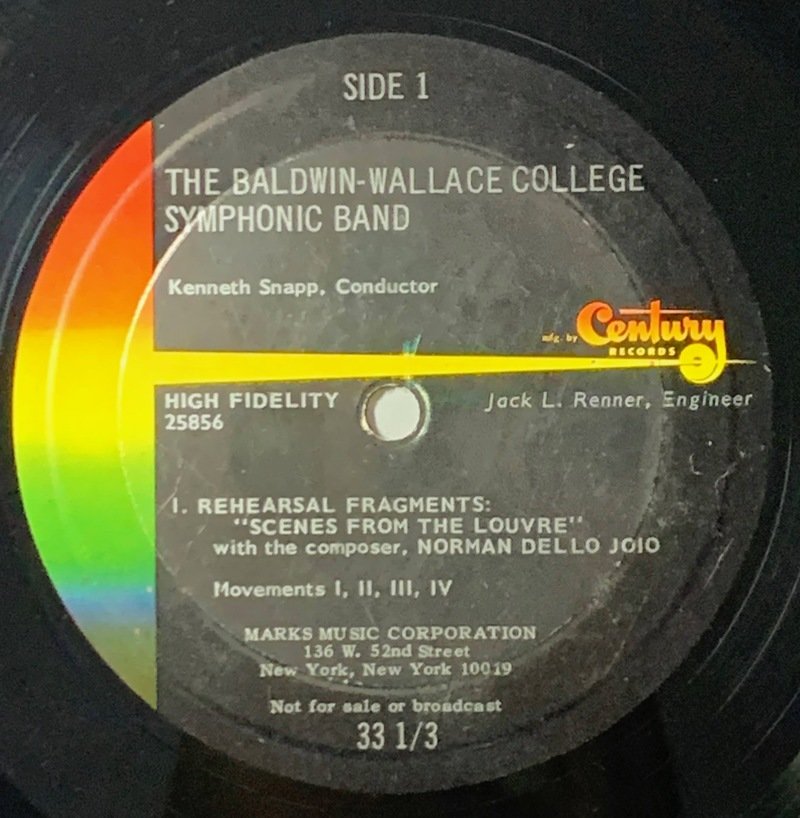 SIDE 1
THE BALDWIN-WALLACE COLLEGE
SYMPHONIC BAND
Kenneth Snapp, Conductor
mfg. by Century
RECORDS
HIGH FIDELITY
Jack L. Renner, Engineer
25856
1. REHEARSAL FRAGMENTS:
"SCENES FROM THE LOUVRE"
with the composer, NORMAN DELLO JOIO
Movements I, II, III, IV
MARKS MUSIC CORPORATION
136 W. 52nd Street
New York, New York 10019
Not for sale or broadcast
33 1/3